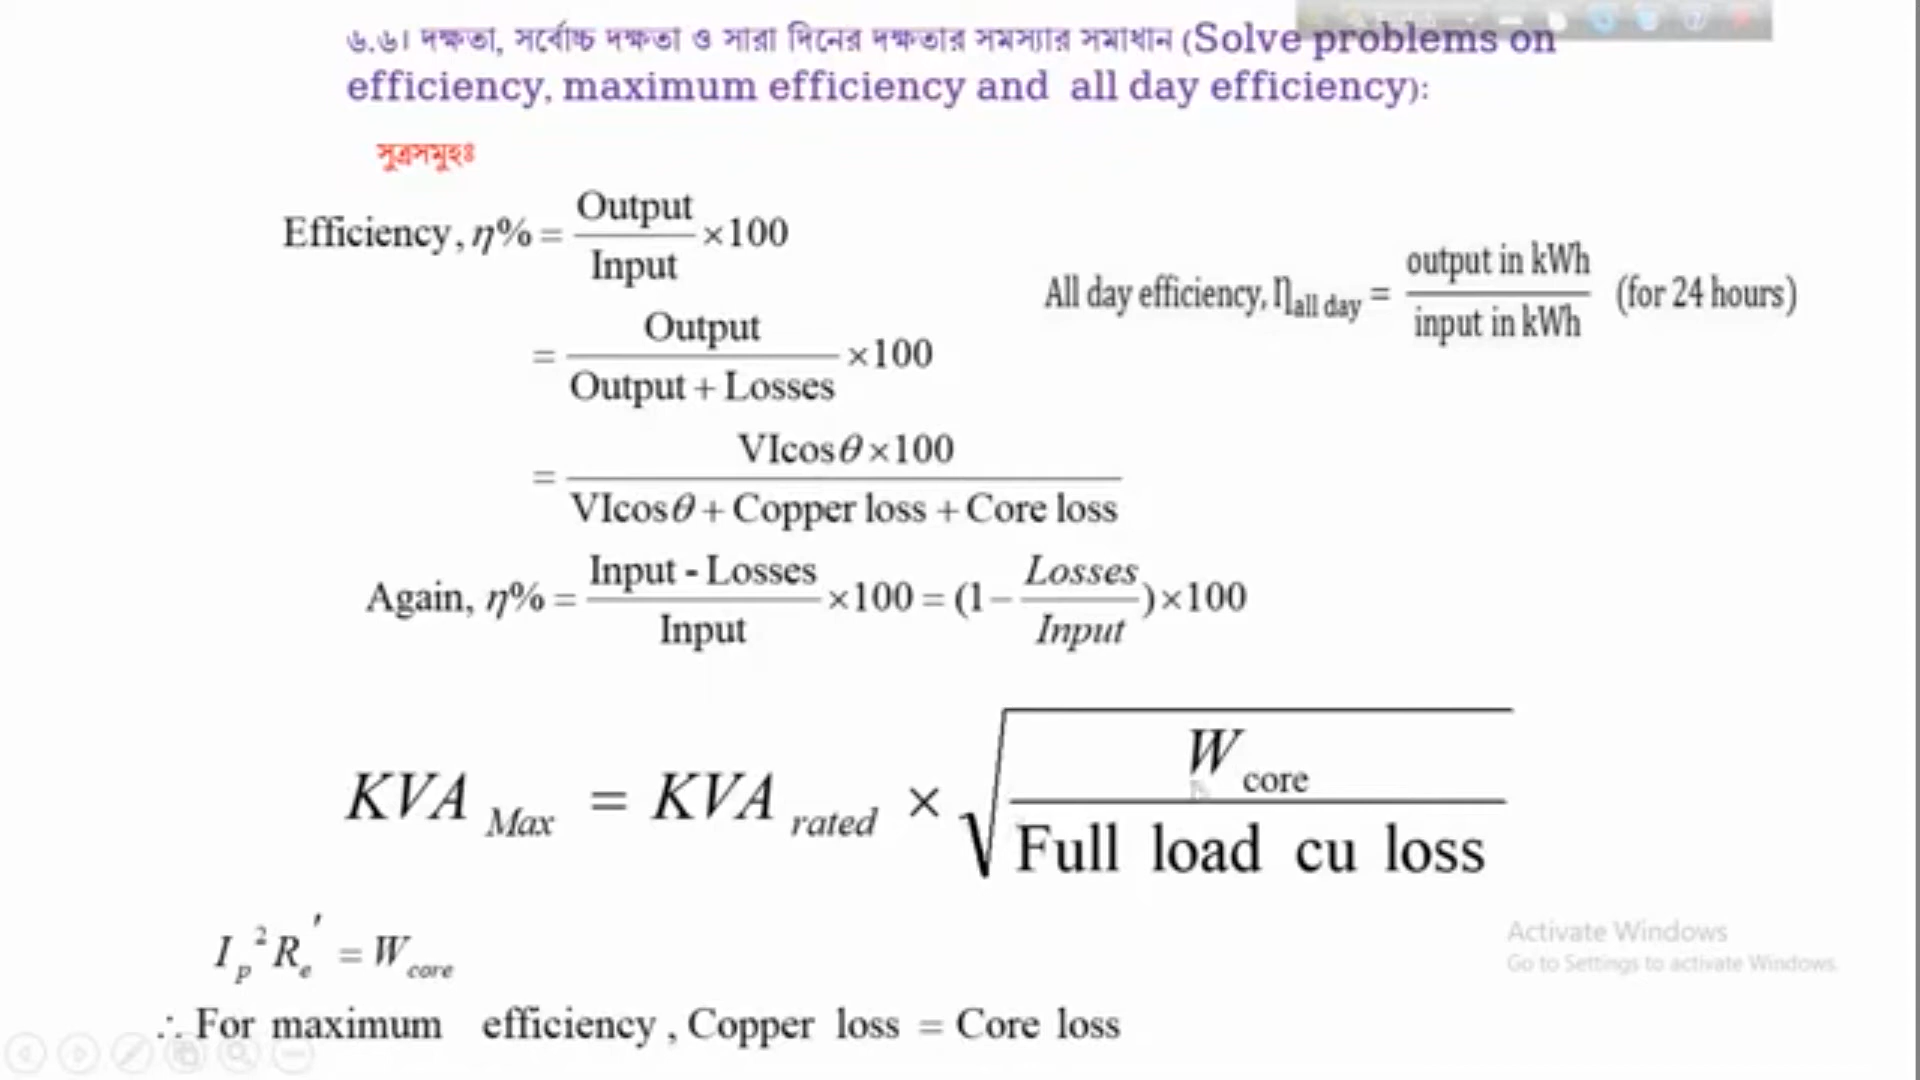 ৬.৬। দক্ষতা, সর্বোচ্চ দক্ষতা ও সারা দিনের দক্ষতার সমস্যার সমাধান (Solve problems on
efficiency, maximum efficiency and all day efficiency):
সুত্রসমুহঃ
Efficiency, η% = Output / Input ×100
All day efficiency, η all day = output in kWh / input in kWh (for 24 hours)
= Output / Output + Losses ×100
= VIcosθ×100 / VIcosθ + Copper loss + Core loss
Again, η% = Input - Losses / Input ×100 = (1− Losses / Input )×100
KVA Max = KVA rated × √ W core / Full load cu loss
I p ² R e ′ = W core
∴ For maximum efficiency , Copper loss = Core loss
Activate Windows
Go to Settings to activate Windows.